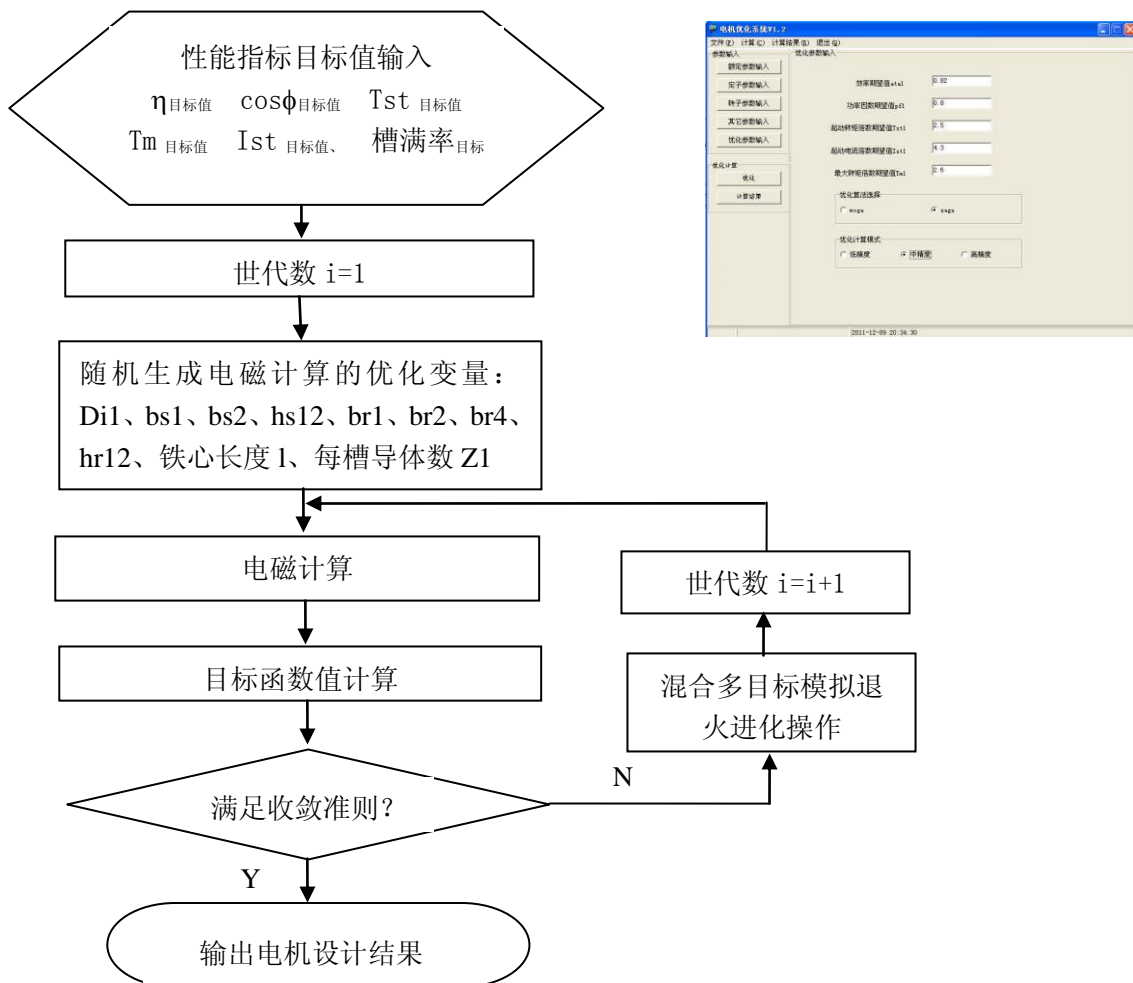 性能指标目标值输入
η目标值 cosϕ目标值 Tst 目标值
Tm 目标值 Ist 目标值、 槽满率目标
世代数 i=1
随机生成电磁计算的优化变量:
Di1、bs1、bs2、hs12、br1、br2、br4、
hr12、铁心长度 l、每槽导体数 Z1
电磁计算
目标函数值计算
满足收敛准则?
N
Y
输出电机设计结果
世代数 i=i+1
混合多目标模拟退
火进化操作
电机优化系统V1.2
文件(F) 计算(C) 计算结果(R) 退出(Q)
参数输入
额定参数输入
定子参数输入
转子参数输入
其它参数输入
优化参数输入
优化计算
优化
计算结果
优化参数输入
效率期望值eta1 0.82
功率因数期望值pf1 0.8
起动转矩倍数期望值Tst1 2.5
起动电流倍数期望值Ist1 4.3
最大转矩倍数期望值Tm1 2.6
优化算法选择
优化计算模式
低精度 中精度 高精度
2011-12-09 20:34:30